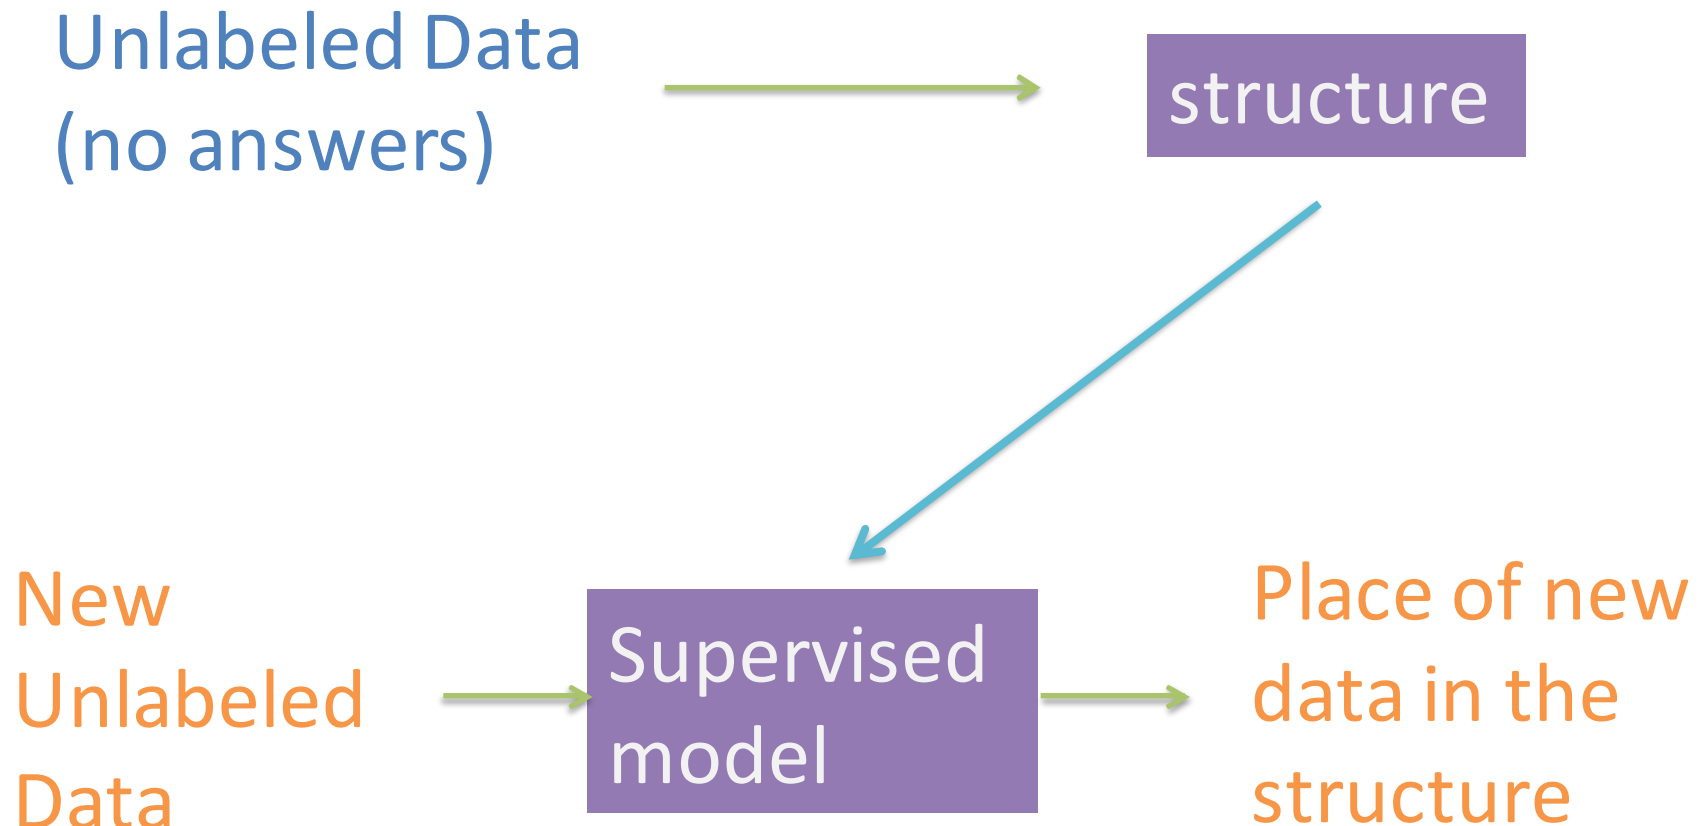 Unlabeled Data
(no answers)
structure
New
Unlabeled
Data
Supervised
model
Place of new
data in the
structure